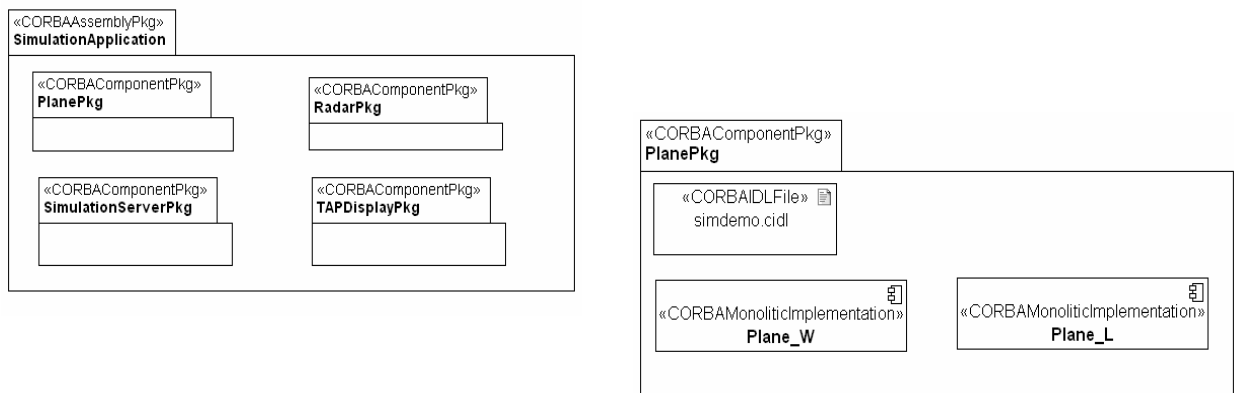 «CORBAAssemblyPkg»
SimulationApplication
«CORBAComponentPkg»
PlanePkg
«CORBAComponentPkg»
RadarPkg
«CORBAComponentPkg»
SimulationServerPkg
«CORBAComponentPkg»
TAPDisplayPkg
«CORBAComponentPkg»
PlanePkg
«CORBAIDLFile»
simdemo.cidl
«CORBAMonoliticImplementation»
Plane_W
«CORBAMonoliticImplementation»
Plane_L